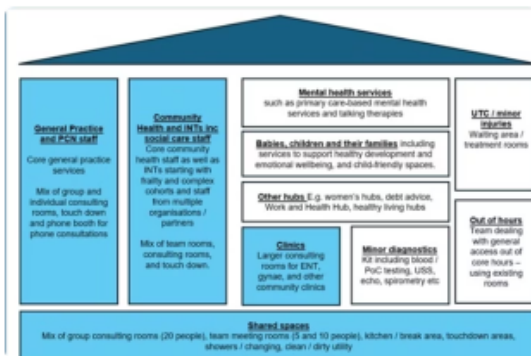 General Practice
and PCN staff
Core general practice
services
Mix of group and
individual consulting
rooms, touch down
and phone booth for
phone consultations
Community
Health and INTs inc
social care staff
Core community
health staff as well as
INTs starting with
frailty and complex
cohorts and staff
from multiple
organisations /
partners
Mix of team rooms,
consulting rooms,
and touch down.
Mental health services
such as primary care-based mental health
services and talking therapies
Babies, children and their families including
services to support healthy development and
emotional wellbeing, and child-friendly spaces.
Other hubs E.g. women's hubs, debt advice,
Work and Health Hub, healthy living hubs
Clinics
Larger consulting
rooms for ENT,
gynae, and other
community clinics
Minor diagnostics
Kit including blood /
PoC testing, USS,
echo, spirometry etc
UTC / minor
injuries
Waiting area /
treatment rooms
Out of hours
Team dealing
with general
access out of
core hours –
using existing
rooms
Shared spaces
Mix of group consulting rooms (20 people), team meeting rooms (5 and 10 people), kitchen / break area, touchdown areas,
showers / changing, clean / dirty utility